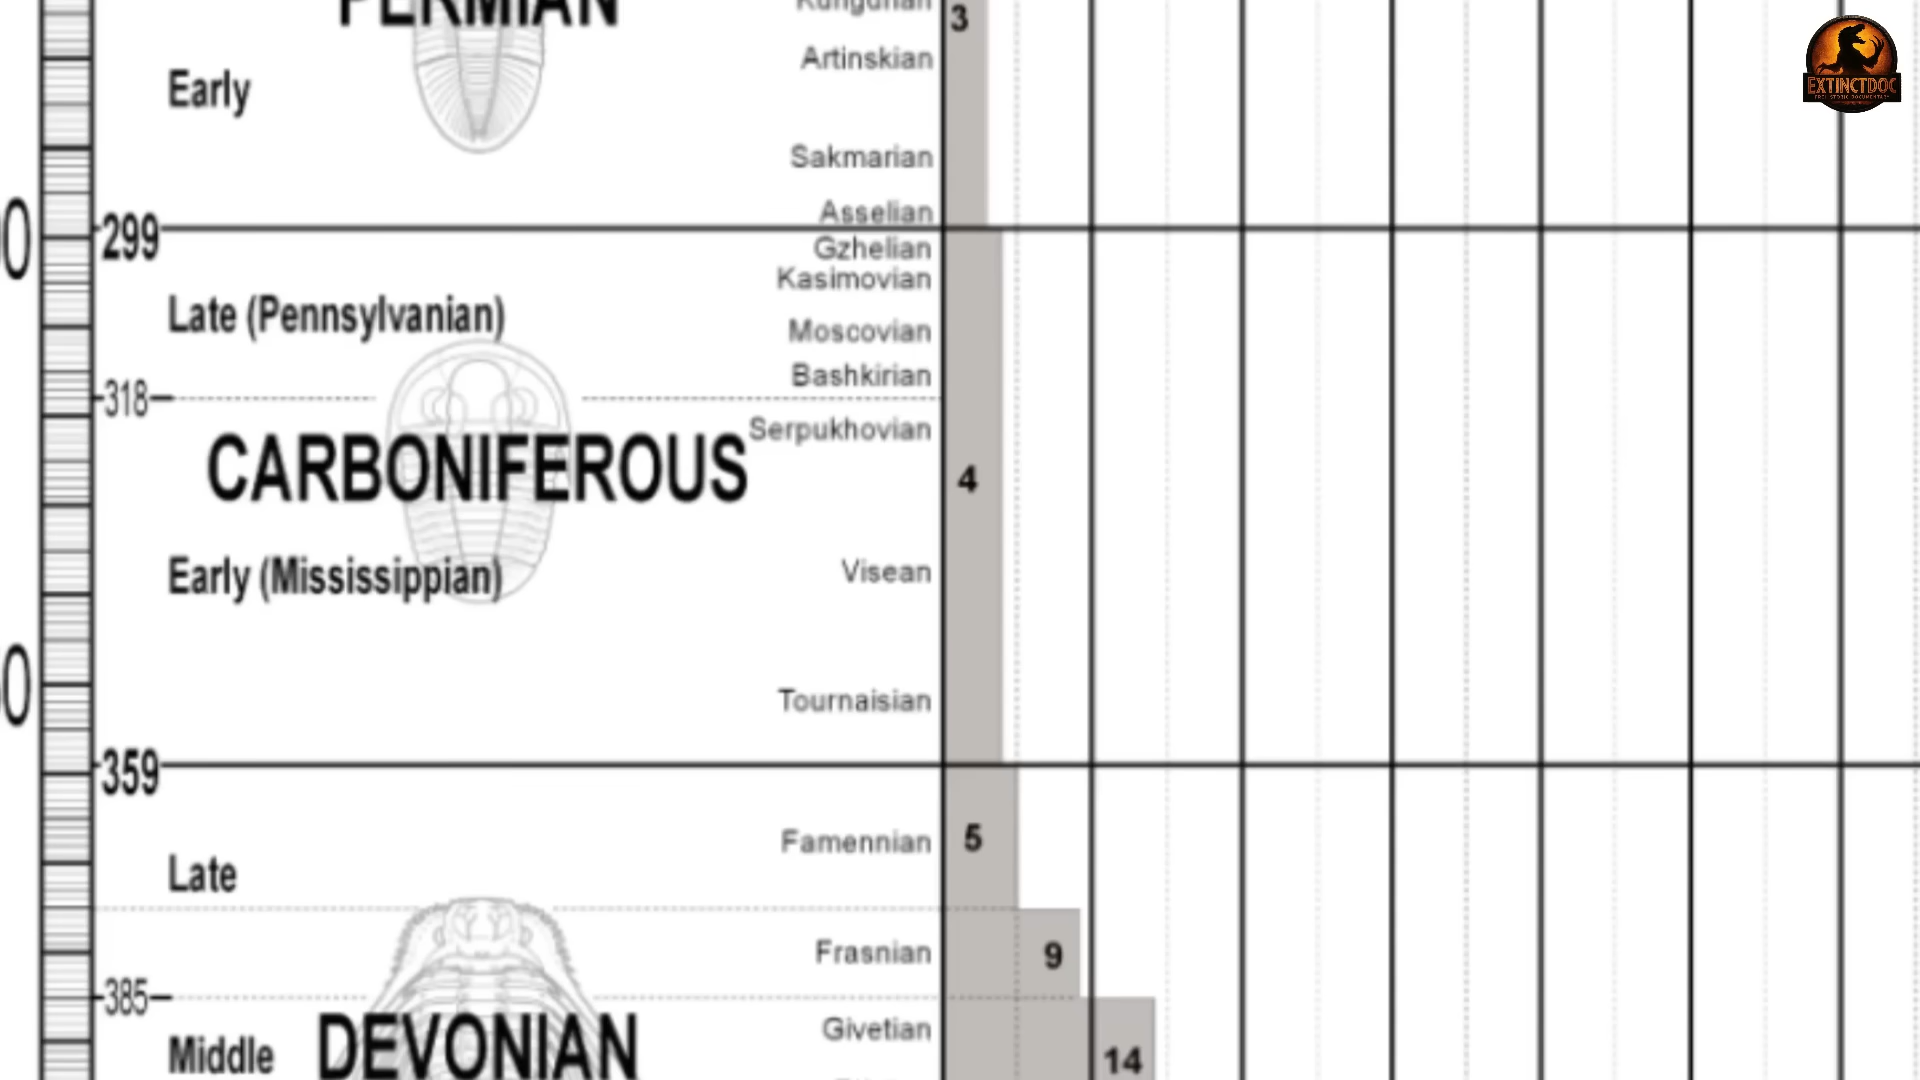 PERMIAN
Kungurian
3
Artinskian
Early
Sakmarian
Asselian
299
Gzhelian
Kasimovian
Late (Pennsylvanian)
Moscovian
Bashkirian
318
Serpukhovian
CARBONIFEROUS
4
Early (Mississippian)
Visean
Tournaisian
359
Famennian
5
Late
Frasnian
9
385
Givetian
Middle
DEVONIAN
14
EXTINCTDOC